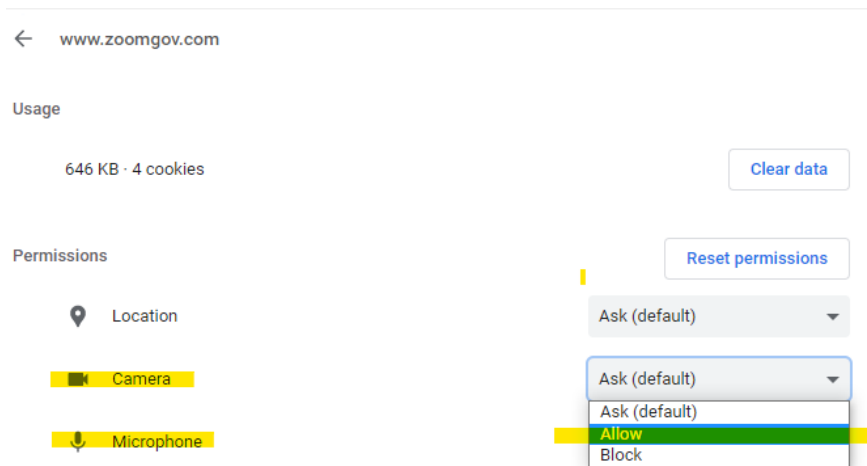 www.zoomgov.com
Usage
646 KB · 4 cookies
Clear data
Permissions
Reset permissions
Location
Ask (default)
Camera
Ask (default)
Ask (default)
Allow
Microphone
Block